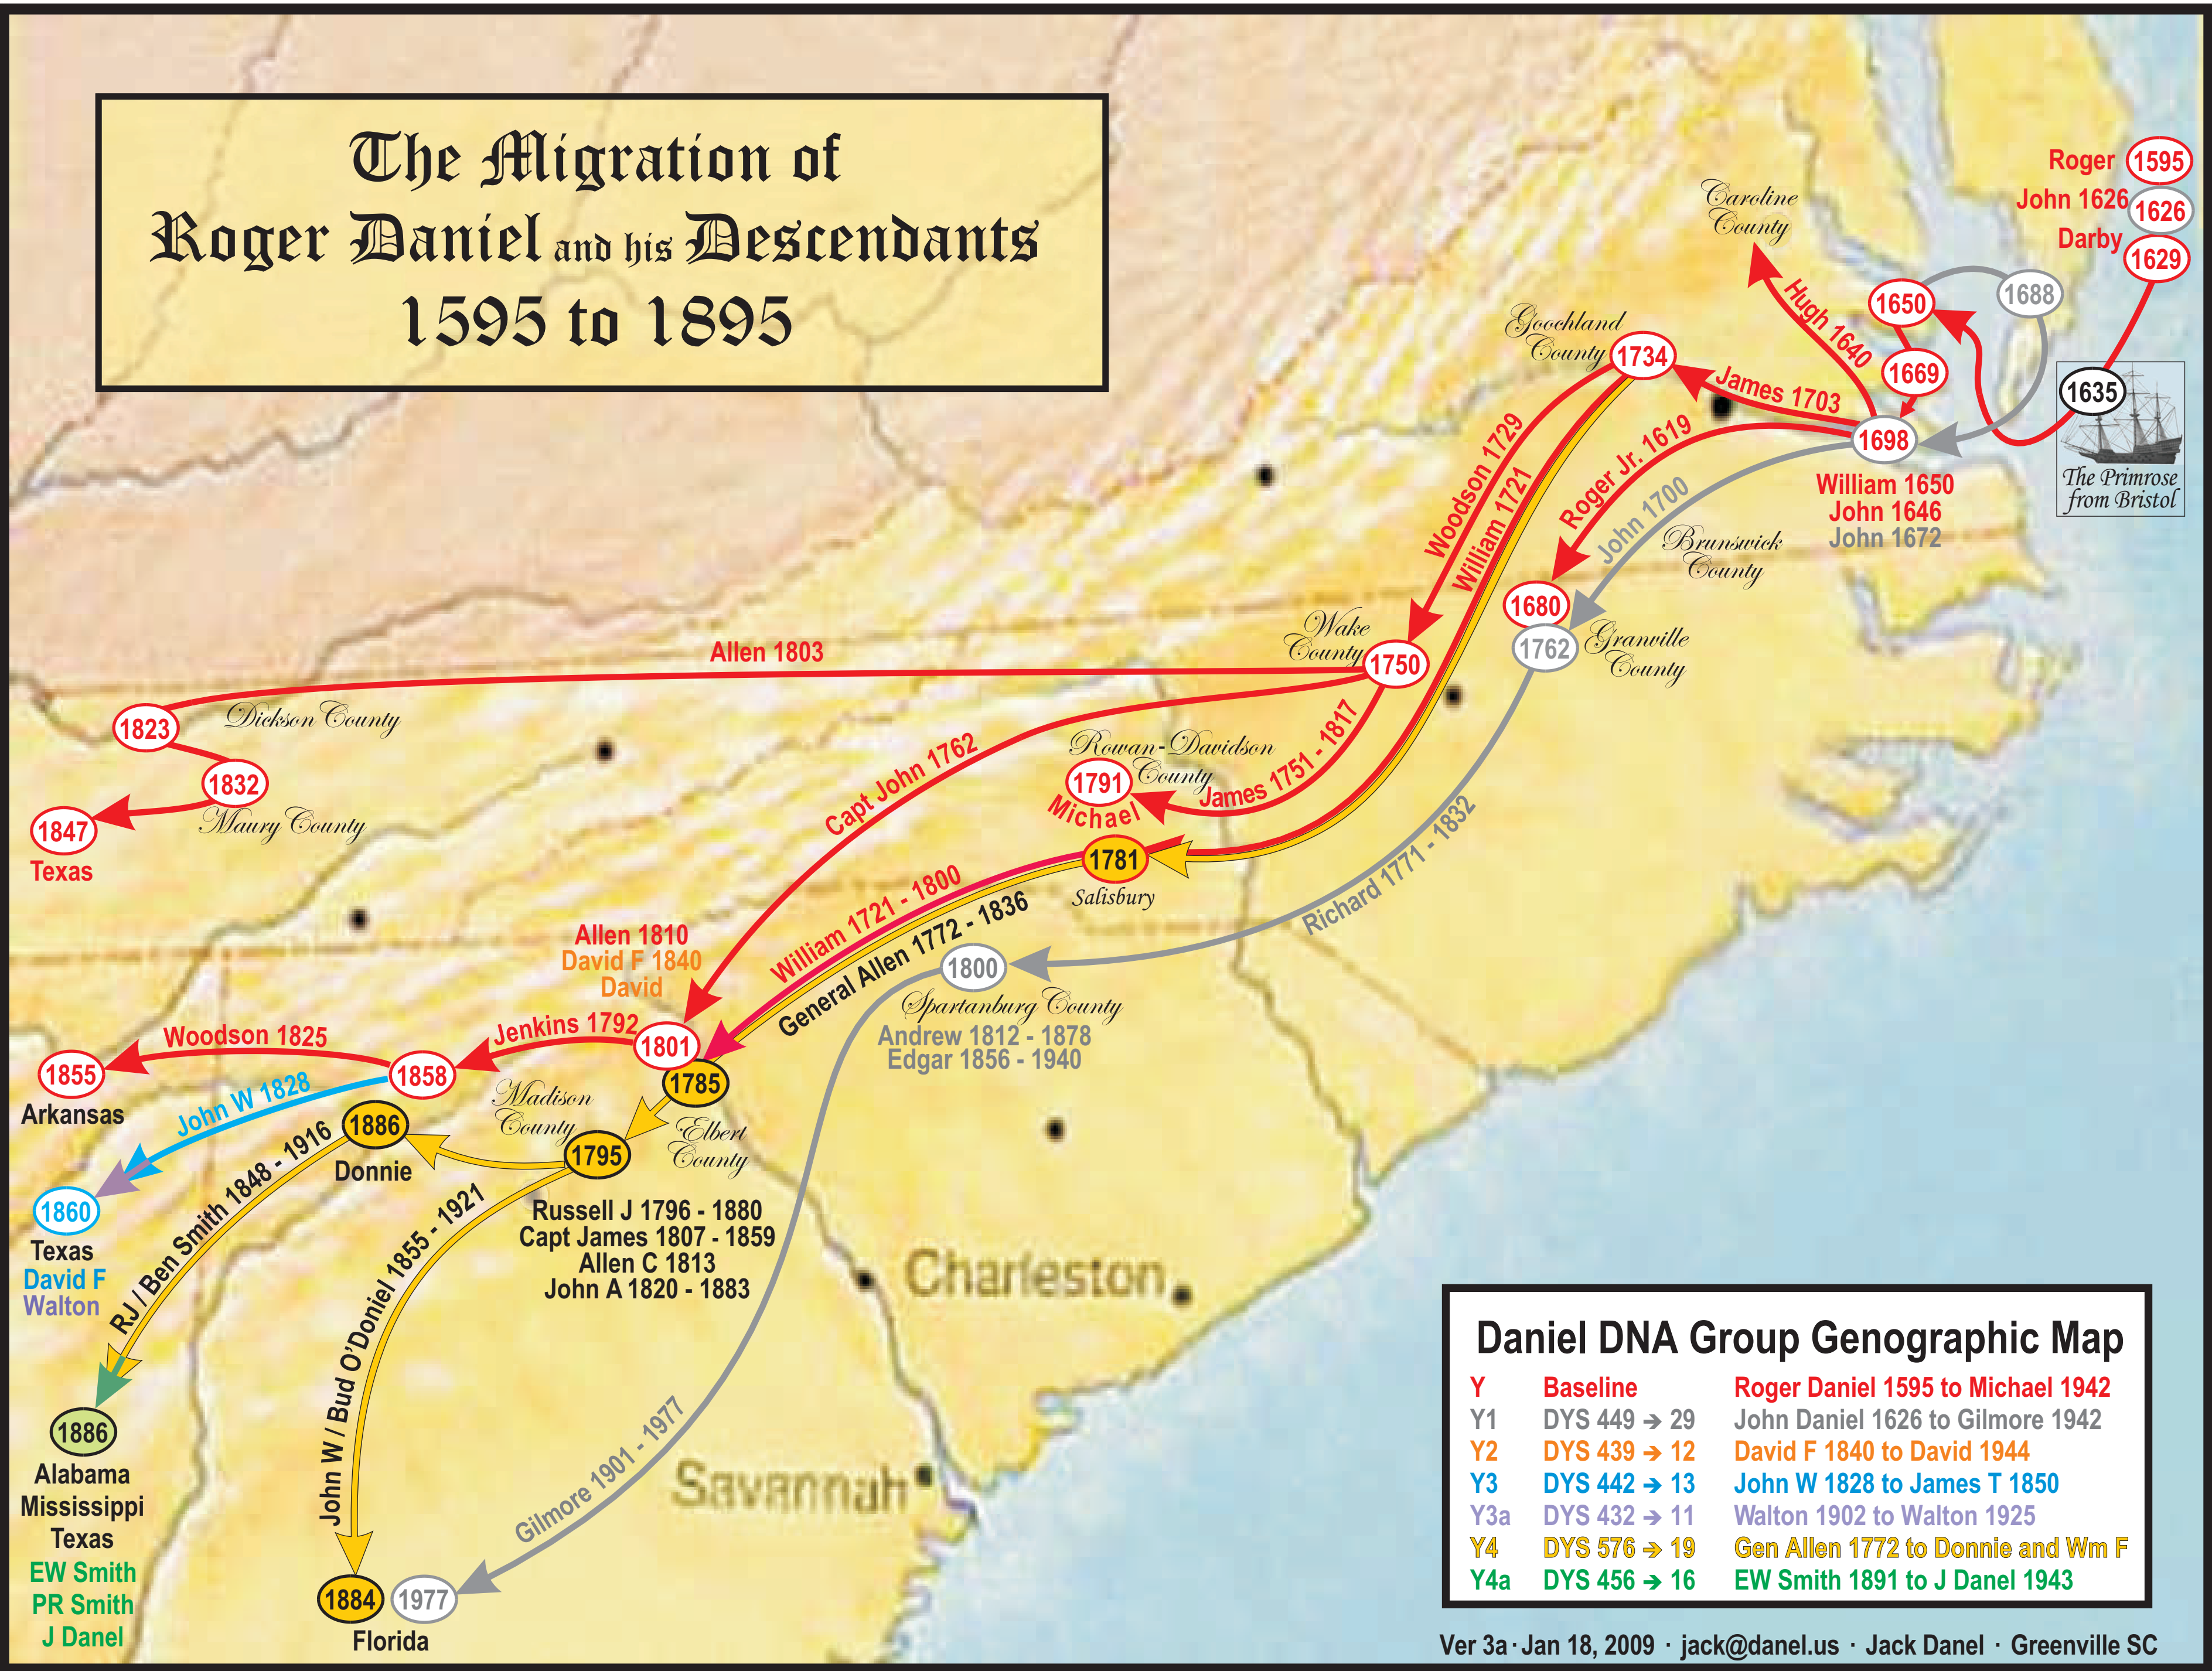 The Migration of
Roger Daniel and his Descendants
1595 to 1895
Roger 1595
John 1626 1626
Darby 1629
Caroline
County
1650
1688
Hugh 1640
Goochland
County
1734
1669
James 1703
1635
The Primrose
from Bristol
1698
William 1650
John 1646
John 1672
Woodson 1729
William 1721
Roger Jr. 1619
John 1700
Brunswick
County
1680
1762
Granville
County
Wake
County
1750
Allen 1803
1823
Dickson County
1832
Maury County
1847
Texas
Capt John 1762
Rowan-Davidson
County
1791
Michael
James 1751 - 1817
1781
Salisbury
Richard 1771 - 1832
William 1721 - 1800
General Allen 1772 - 1836
1800
Spartanburg County
Andrew 1812 - 1878
Edgar 1856 - 1940
Allen 1810
David F 1840
David
Jenkins 1792
1801
1785
Woodson 1825
1855
Arkansas
1858
John W 1828
Madison
County
Elbert
County
1886
Donnie
1795
Russell J 1796 - 1880
Capt James 1807 - 1859
Allen C 1813
John A 1820 - 1883
1860
Texas
David F
Walton
RJ / Ben Smith 1848 - 1916
John W / Bud O'Doniel 1855 - 1921
Charleston
Savannah
1886
Alabama
Mississippi
Texas
EW Smith
PR Smith
J Danel
Gilmore 1901 - 1977
1884
1977
Florida
Daniel DNA Group Genographic Map
Y Baseline Roger Daniel 1595 to Michael 1942
Y1 DYS 449 → 29 John Daniel 1626 to Gilmore 1942
Y2 DYS 439 → 12 David F 1840 to David 1944
Y3 DYS 442 → 13 John W 1828 to James T 1850
Y3a DYS 432 → 11 Walton 1902 to Walton 1925
Y4 DYS 576 → 19 Gen Allen 1772 to Donnie and Wm F
Y4a DYS 456 → 16 EW Smith 1891 to J Danel 1943
Ver 3a · Jan 18, 2009 · jack@danel.us · Jack Danel · Greenville SC